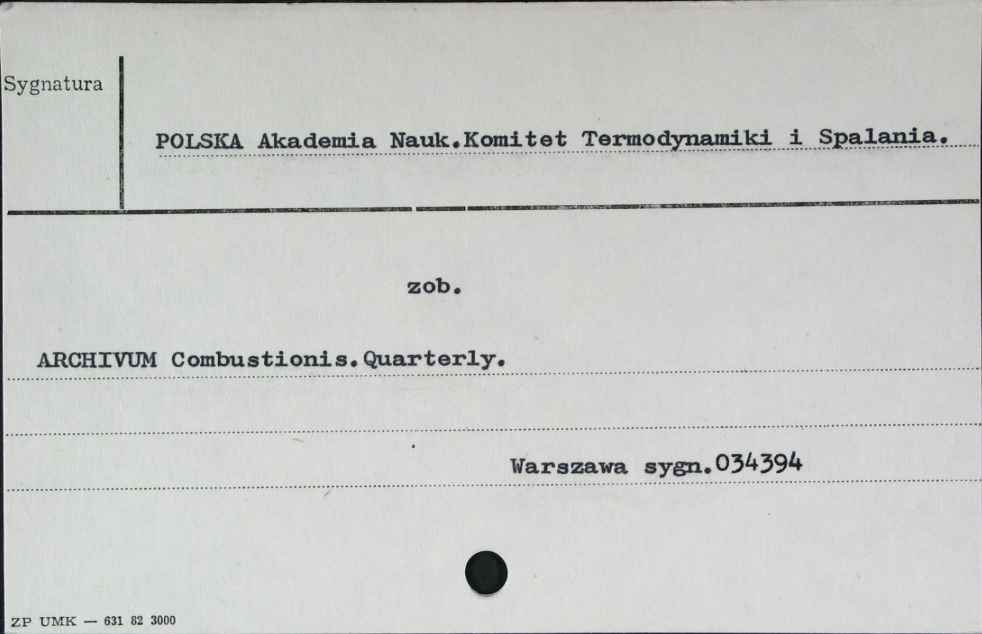 Sygnatura
POLSKA Akademia Nauk.Komitet Termodynamiki i Spalania.
zob.
ARCHIVUM Combustionis.Quarterly.
Warszawa sygn.034394
ZP UMK — 631 82 3000